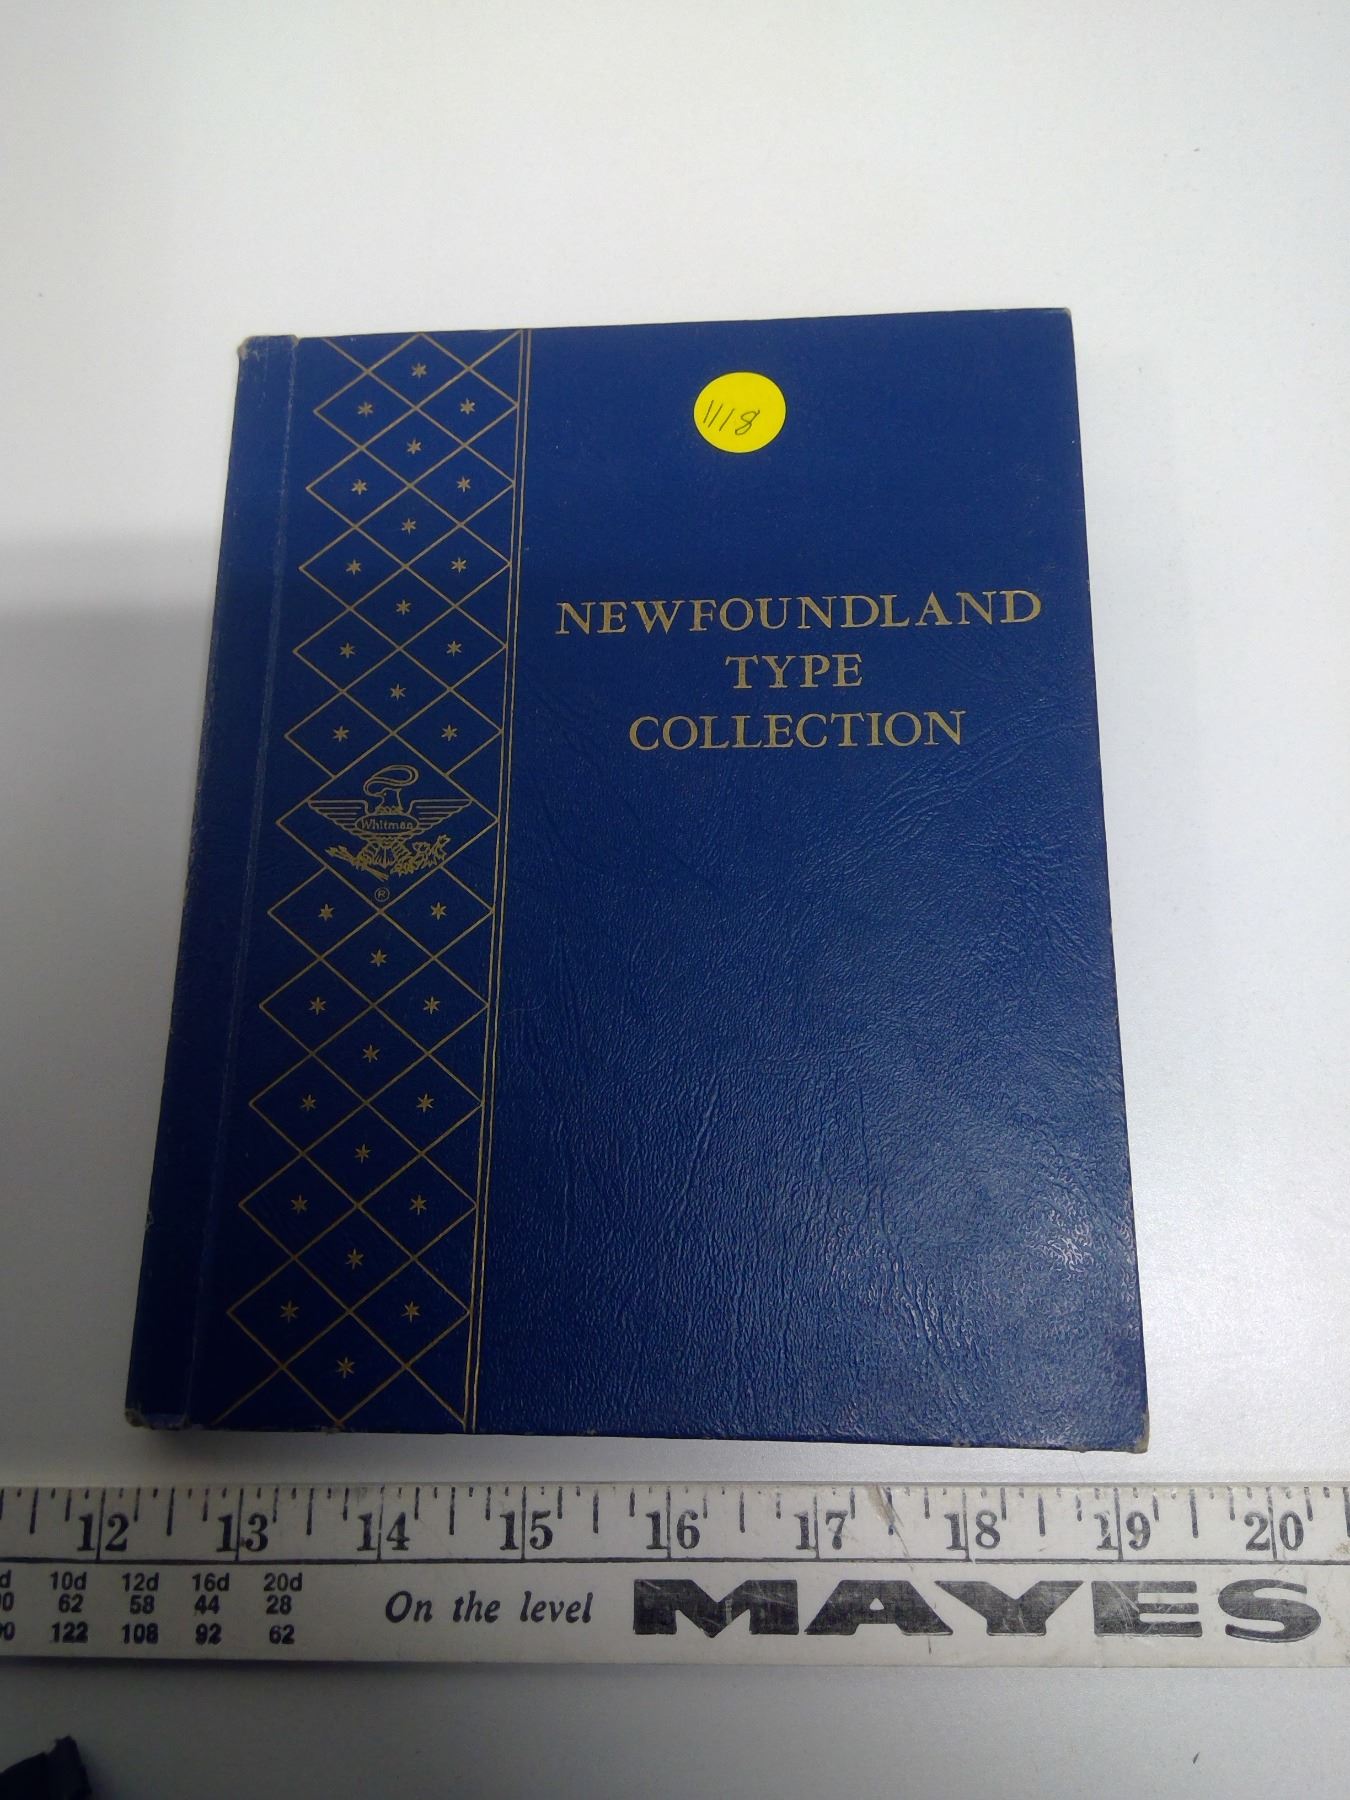 1118
NEWFOUNDLAND
TYPE
COLLECTION
Whitman
®
12 13 14 15 16 17 18 19 20
d 10d 12d 16d 20d
62 58 44 28
122 108 92 62
On the level MAYES